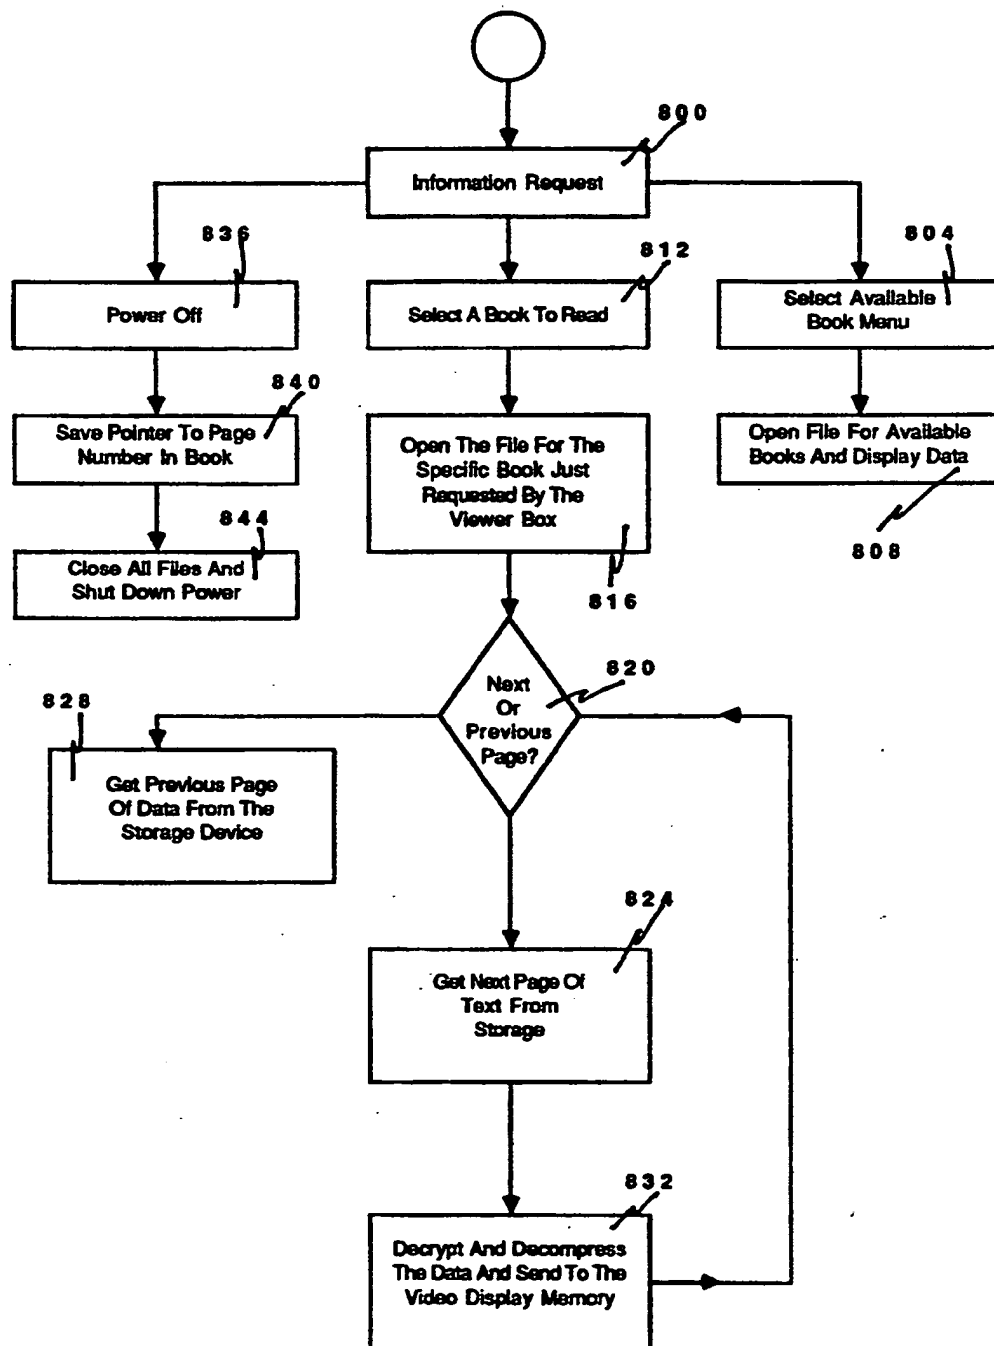 800
Information Request
836
Power Off
812
Select A Book To Read
804
Select Available
Book Menu
840
Save Pointer To Page
Number In Book
Open The File For The
Specific Book Just
Requested By The
Viewer Box
816
Open File For Available
Books And Display Data
808
844
Close All Files And
Shut Down Power
820
Next
Or
Previous
Page?
828
Get Previous Page
Of Data From The
Storage Device
824
Get Next Page Of
Text From
Storage
832
Decrypt And Decompress
The Data And Send To The
Video Display Memory